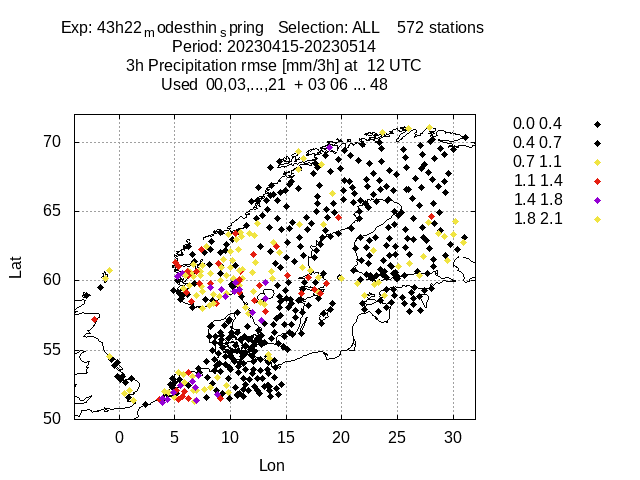 Exp: 43h22modesthinspring   Selection: ALL    572 stations
Period: 20230415-20230514
3h Precipitation rmse [mm/3h] at  12 UTC
Used  00,03,...,21  + 03 06 ... 48
0.0 0.4
0.4 0.7
0.7 1.1
1.1 1.4
1.4 1.8
1.8 2.1
70
65
60
55
50
Lat
0 5 10 15 20 25 30
Lon